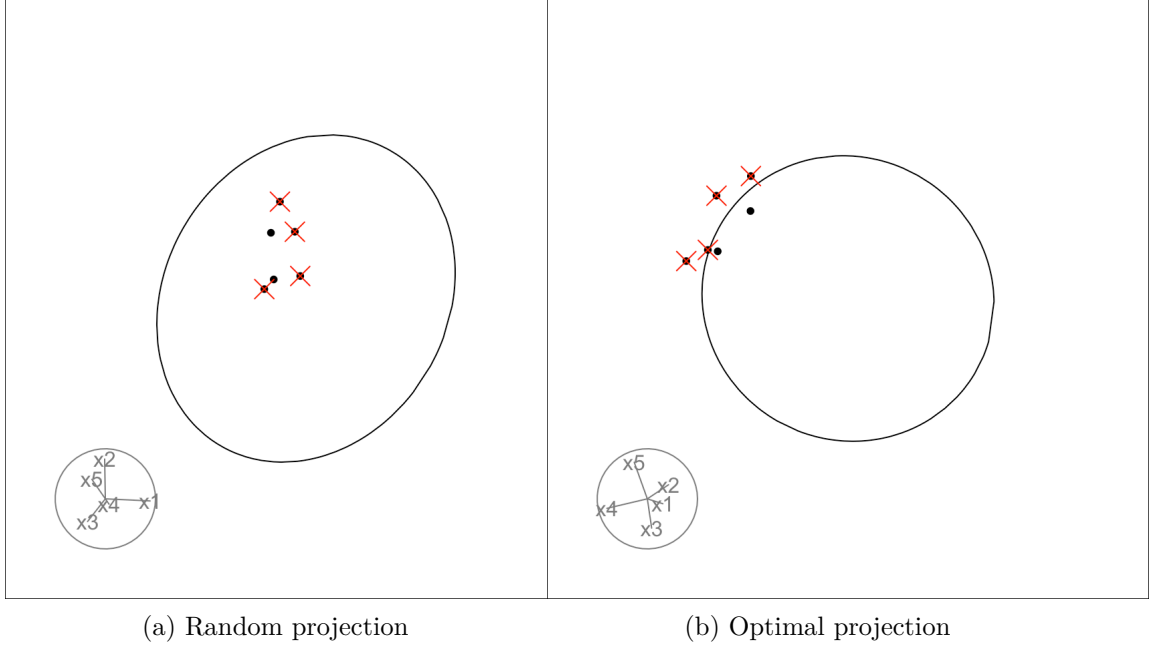 x2
x5
x4
x1
x3
x5
x2
x4
x1
x3
(a) Random projection
(b) Optimal projection